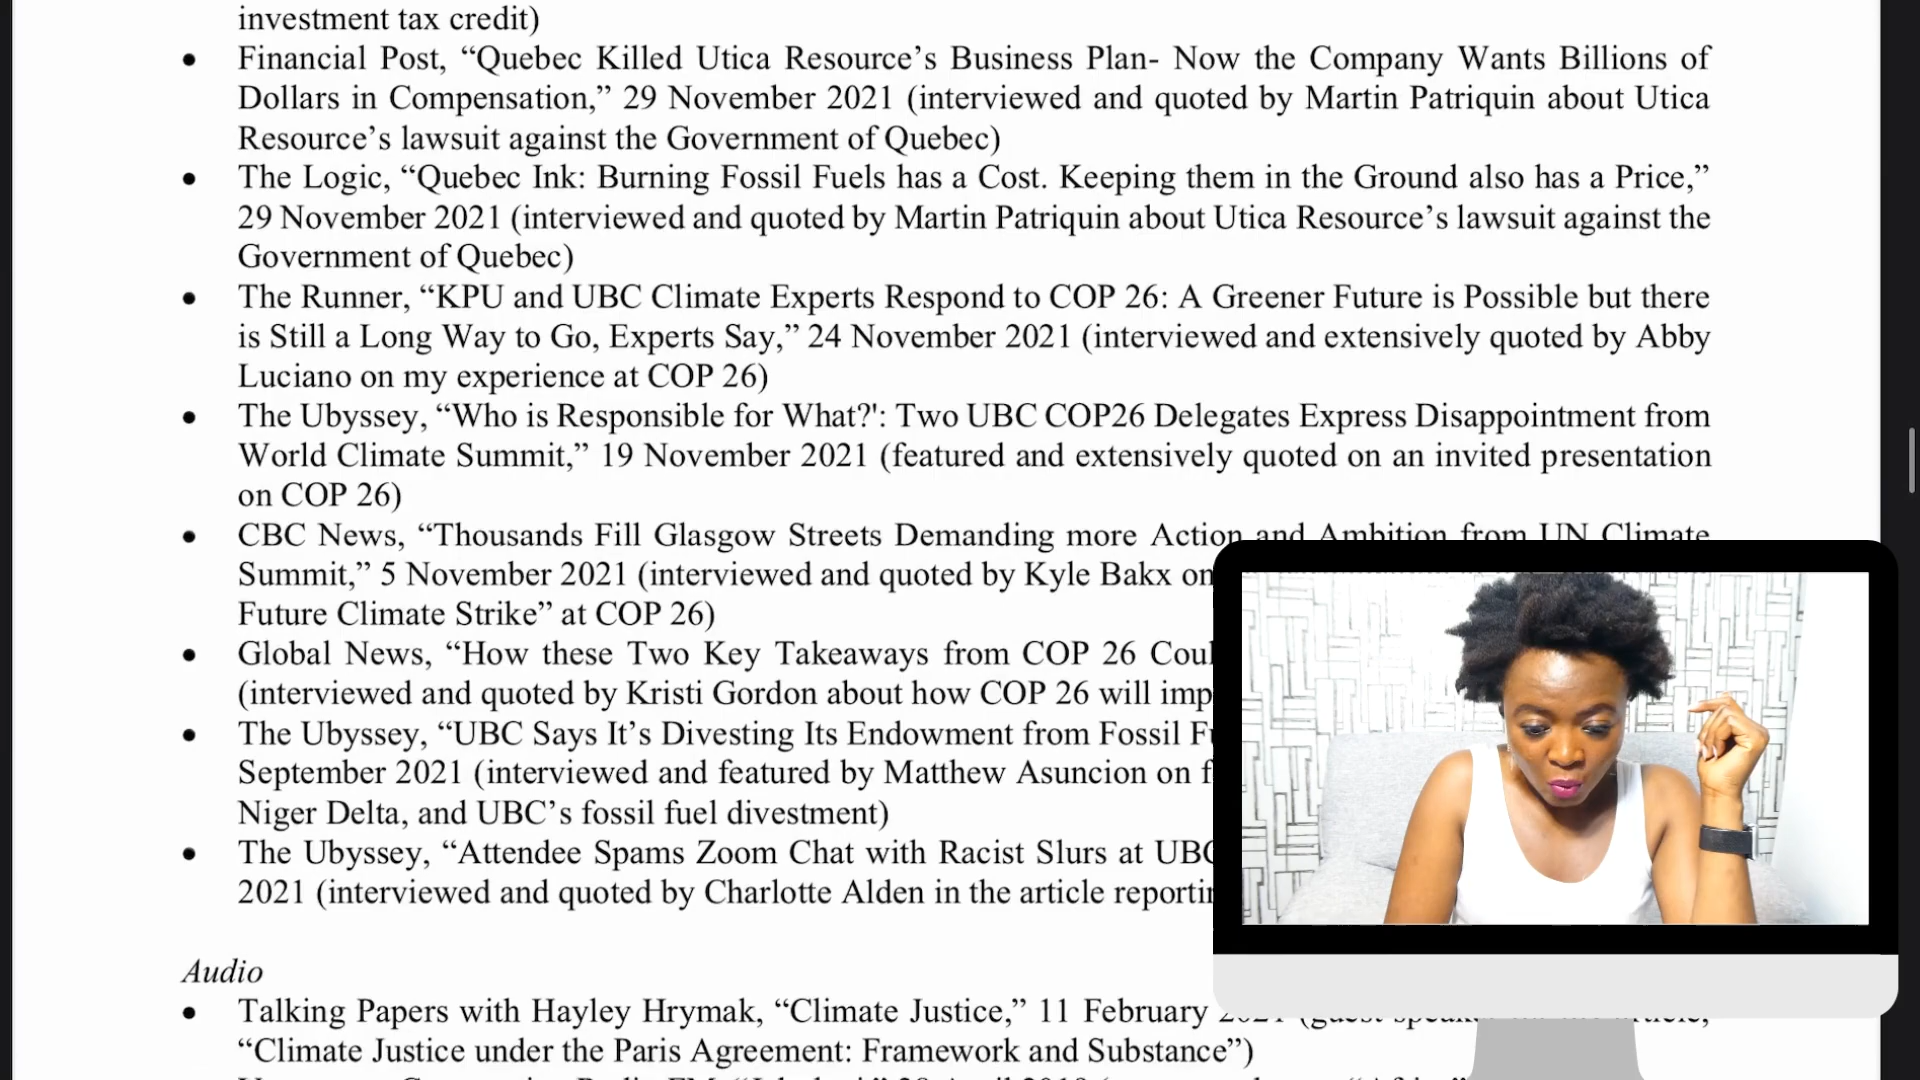 investment tax credit)
• Financial Post, “Quebec Killed Utica Resource’s Business Plan- Now the Company Wants Billions of
Dollars in Compensation,” 29 November 2021 (interviewed and quoted by Martin Patriquin about Utica
Resource’s lawsuit against the Government of Quebec)
• The Logic, “Quebec Ink: Burning Fossil Fuels has a Cost. Keeping them in the Ground also has a Price,”
29 November 2021 (interviewed and quoted by Martin Patriquin about Utica Resource’s lawsuit against the
Government of Quebec)
• The Runner, “KPU and UBC Climate Experts Respond to COP 26: A Greener Future is Possible but there
is Still a Long Way to Go, Experts Say,” 24 November 2021 (interviewed and extensively quoted by Abby
Luciano on my experience at COP 26)
• The Ubyssey, “Who is Responsible for What?': Two UBC COP26 Delegates Express Disappointment from
World Climate Summit,” 19 November 2021 (featured and extensively quoted on an invited presentation
on COP 26)
• CBC News, “Thousands Fill Glasgow Streets Demanding more Action and Ambition from UN Climate
Summit,” 5 November 2021 (interviewed and quoted by Kyle Bakx on
Future Climate Strike” at COP 26)
• Global News, “How these Two Key Takeaways from COP 26
(interviewed and quoted by Kristi Gordon about how COP 26 will
• The Ubyssey, “UBC Says It’s Divesting Its Endowment from Fossil
September 2021 (interviewed and featured by Matthew Asuncion on
Niger Delta, and UBC’s fossil fuel divestment)
• The Ubyssey, “Attendee Spams Zoom Chat with Racist Slurs at
2021 (interviewed and quoted by Charlotte Alden in the article
Audio
• Talking Papers with Hayley Hrymak, “Climate Justice,” 11 February
“Climate Justice under the Paris Agreement: Framework and Substance”)